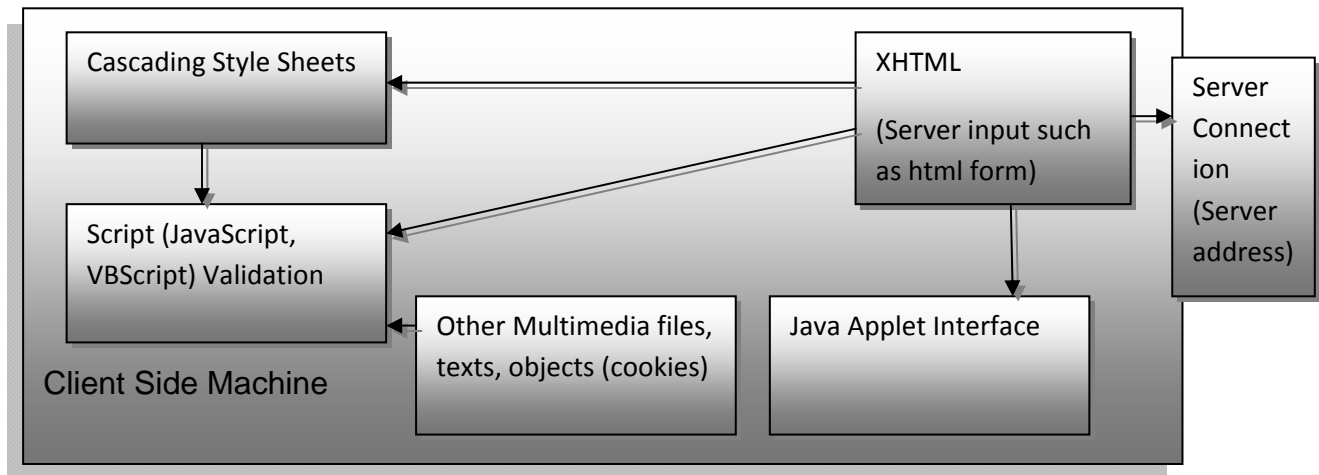 Cascading Style Sheets
XHTML
(Server input such
as html form)
Server
Connect
ion
(Server
address)
Script (JavaScript,
VBScript) Validation
Other Multimedia files,
texts, objects (cookies)
Java Applet Interface
Client Side Machine